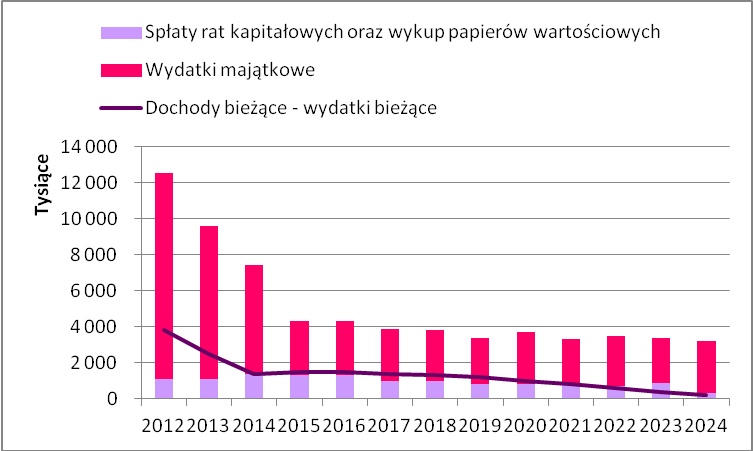 Spłaty rat kapitałowych oraz wykup papierów wartościowych
Wydatki majątkowe
Dochody bieżące - wydatki bieżące
Tysiące
14 000
12 000
10 000
8 000
6 000
4 000
2 000
0
2012 2013 2014 2015 2016 2017 2018 2019 2020 2021 2022 2023 2024